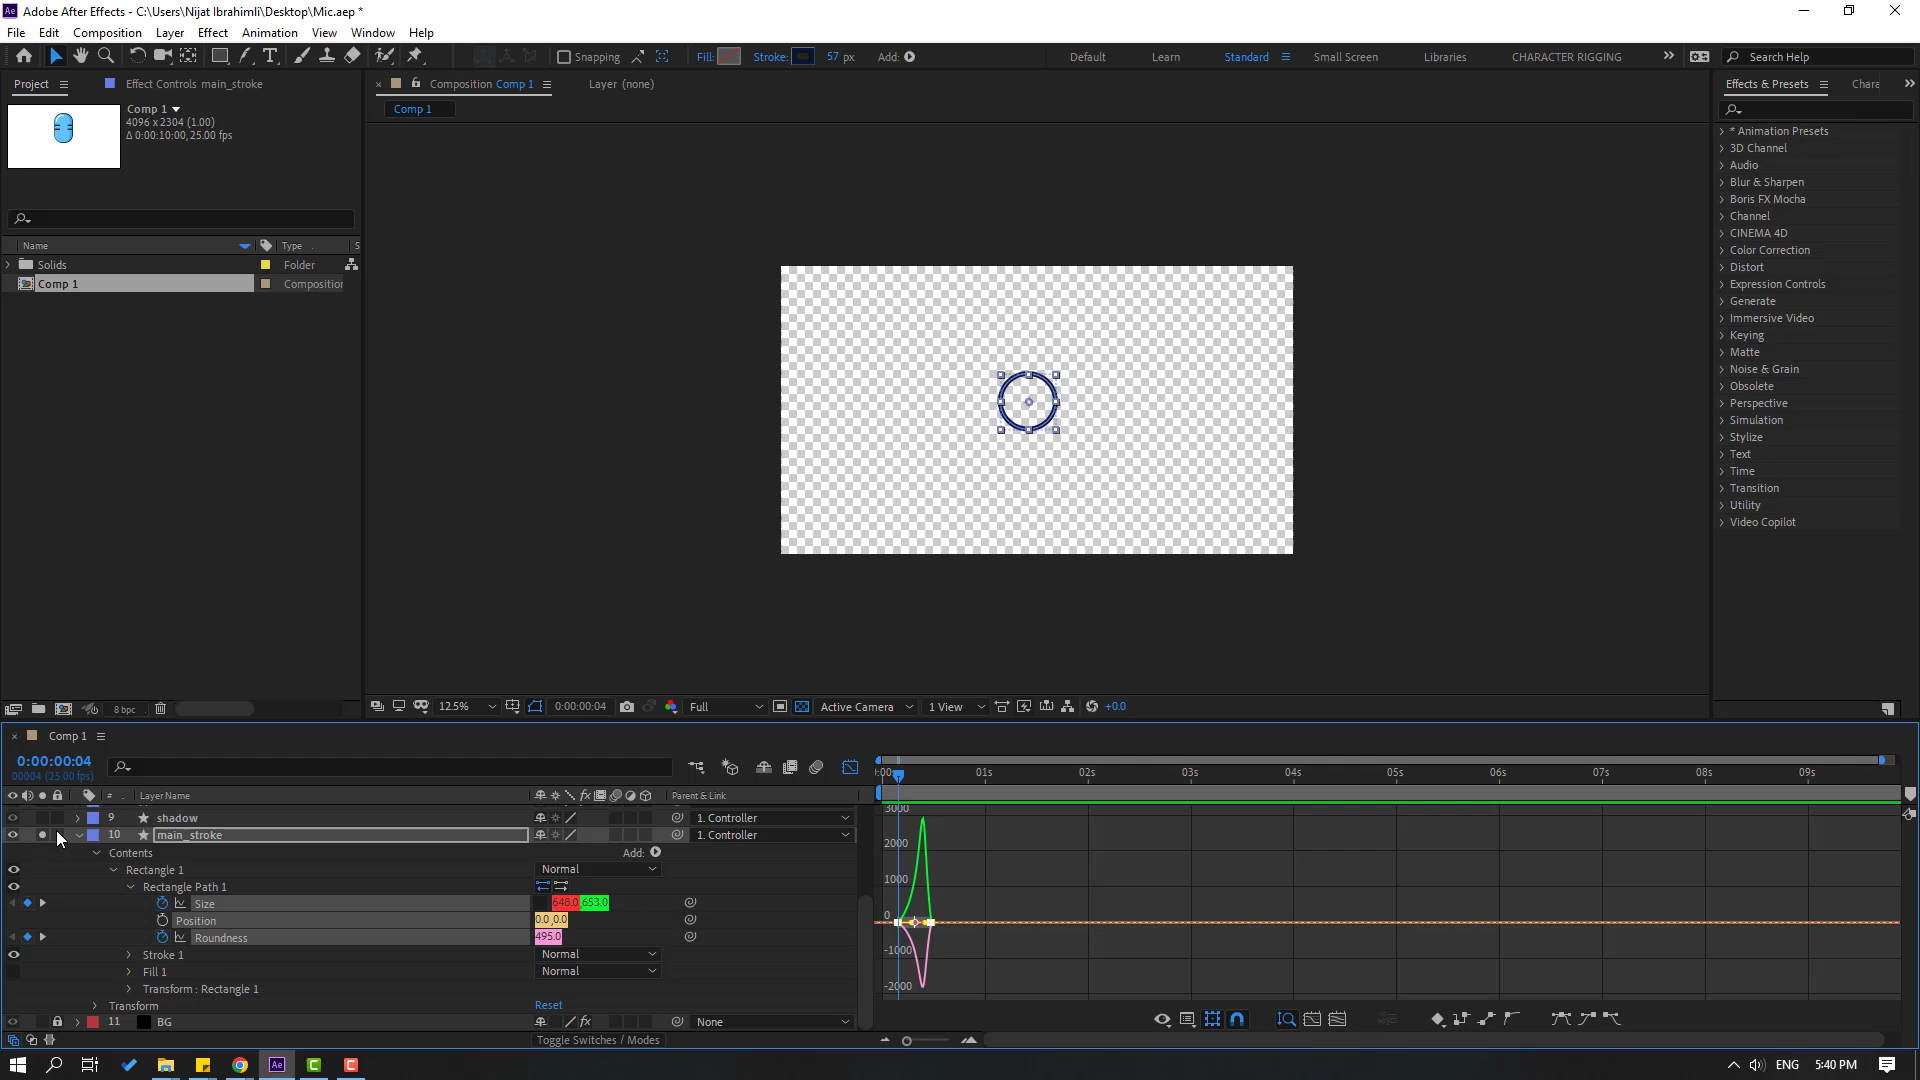 Ae Adobe After Effects - C:\Users\Nijat Ibrahimli\Desktop\Mic.aep *
File Edit Composition Layer Effect Animation View Window Help
Snapping Fill: Stroke: 57 px Add: Default Learn Standard Small Screen Libraries CHARACTER RIGGING Search Help
Project Effect Controls main_stroke
Composition Comp 1 Layer (none)
Effects & Presets Chara
Comp 1
4096 x 2304 (1.00)
Δ 0:00:10:00, 25.00 fps
Comp 1
* Animation Presets
3D Channel
Audio
Blur & Sharpen
Boris FX Mocha
Channel
CINEMA 4D
Color Correction
Distort
Expression Controls
Generate
Immersive Video
Keying
Matte
Noise & Grain
Obsolete
Perspective
Simulation
Stylize
Text
Time
Transition
Utility
Video Copilot
Name Type S
Solids Folder
Comp 1 Composition
8 bpc
12.5% 0:00:00:04 Full Active Camera 1 View +0.0
Comp 1
0:00:00:04
00004 (25.00 fps)
# Layer Name fx Parent & Link
9 shadow 1. Controller
10 main_stroke 1. Controller
Contents Add:
Rectangle 1 Normal
Rectangle Path 1
Size 648.0,653.0
Position 0.0,0.0
Roundness 495.0
Stroke 1 Normal
Fill 1 Normal
Transform : Rectangle 1
Transform Reset
11 BG fx None
Toggle Switches / Modes
01s 02s 03s 04s 05s 06s 07s 08s 09s
3000
2000
1000
0
-1000
-2000
Ae C C ENG 5:40 PM